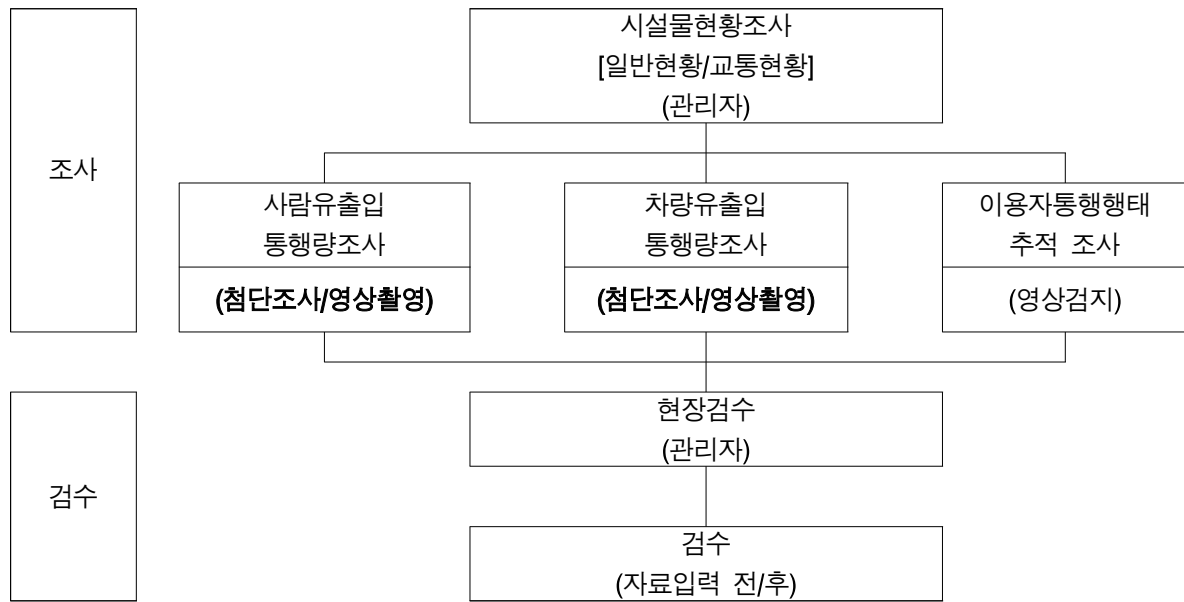 조사
시설물현황조사
[일반현황/교통현황]
(관리자)
사람유출입
통행량조사
(첨단조사/영상촬영)
차량유출입
통행량조사
(첨단조사/영상촬영)
이용자통행행태
추적 조사
(영상검지)
검수
현장검수
(관리자)
검수
(자료입력 전/후)